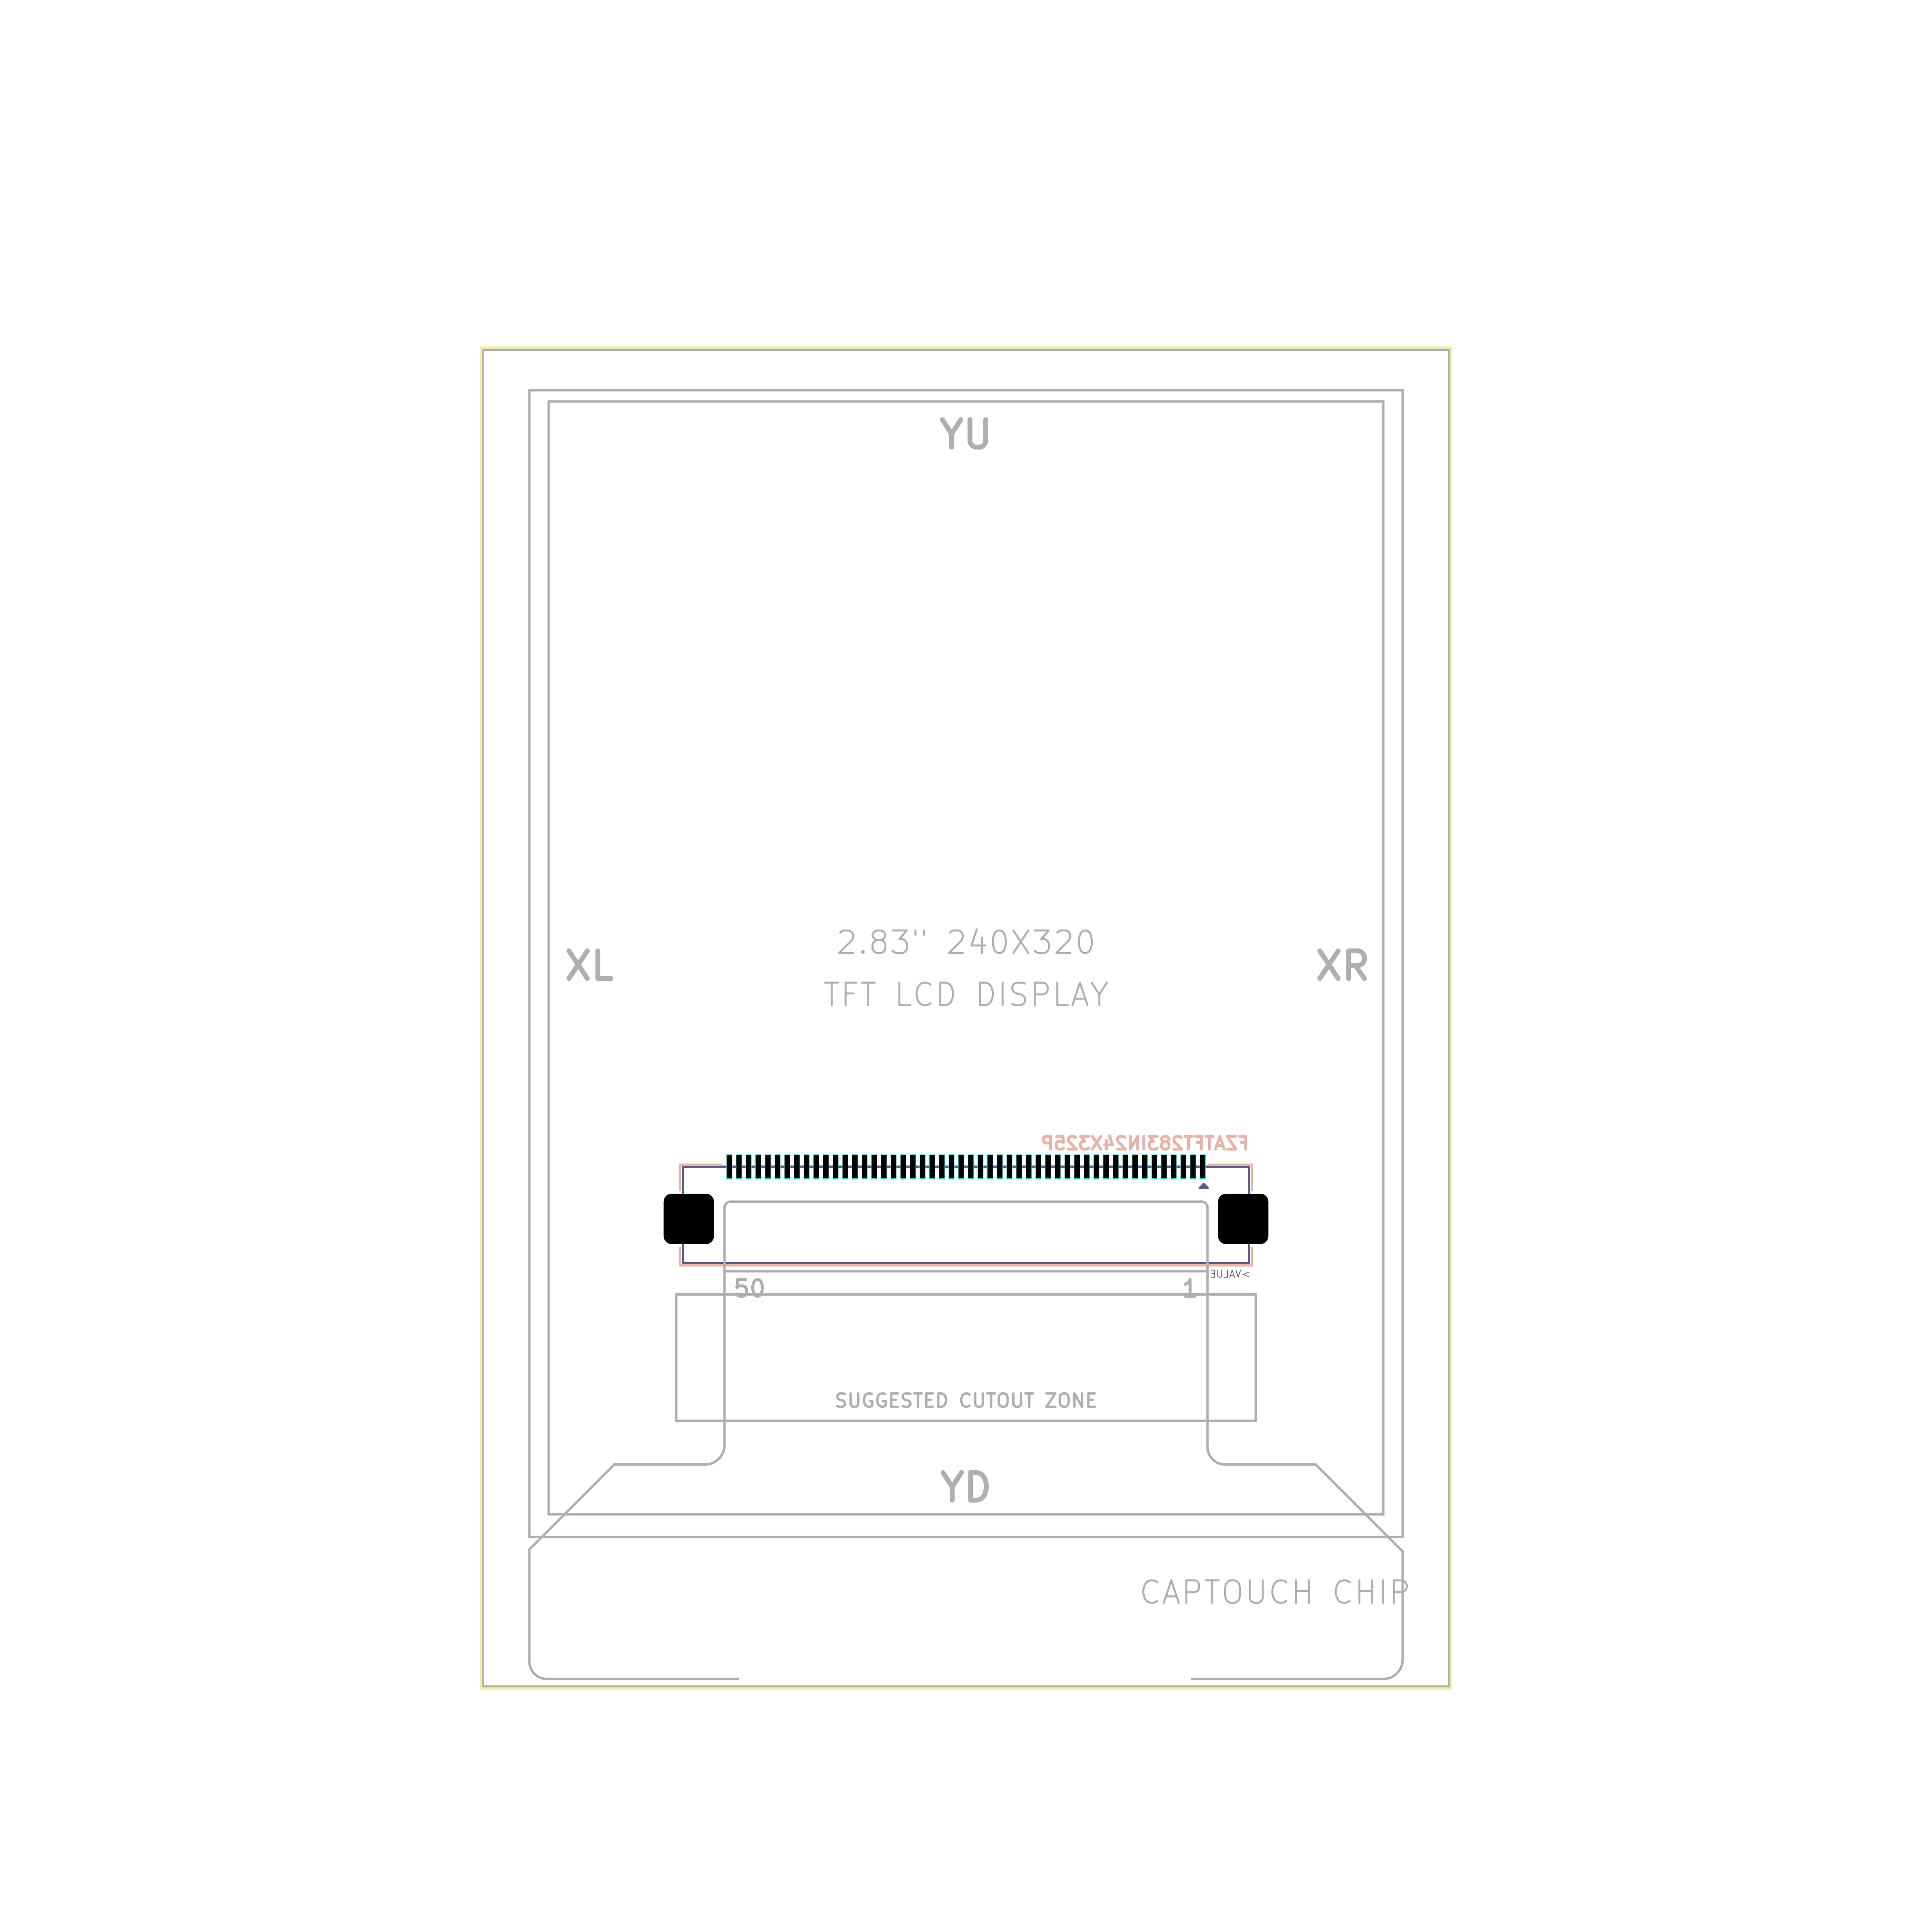 YU
2.83" 240X320
XL
XR
TFT LCD DISPLAY
FZATFT283IN24X325P
>VALUE
50
1
SUGGESTED CUTOUT ZONE
YD
CAPTOUCH CHIP